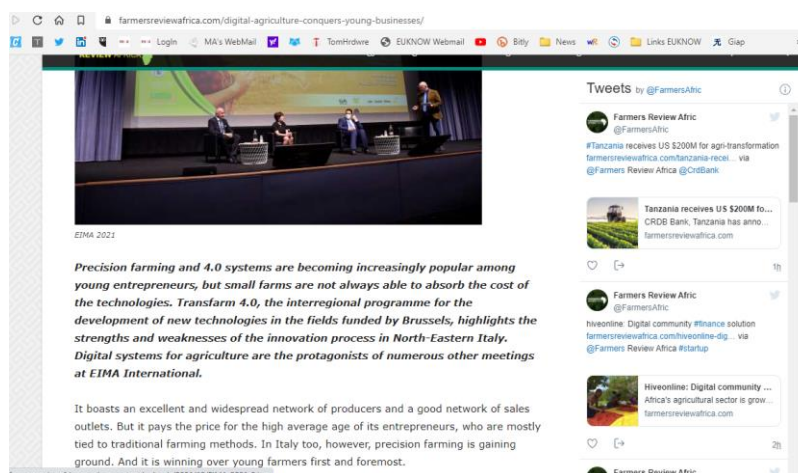 farmersreviewafrica.com/digital-agriculture-conquers-young-businesses/
LogIn MA's WebMail TomHrdwre EUKNOW Webmail Bitly News Links EUKNOW Giap
REVIEW AFRICA
EIMA 2021
Precision farming and 4.0 systems are becoming increasingly popular among
young entrepreneurs, but small farms are not always able to absorb the cost of
the technologies. Transfarm 4.0, the interregional programme for the
development of new technologies in the fields funded by Brussels, highlights the
strengths and weaknesses of the innovation process in North-Eastern Italy.
Digital systems for agriculture are the protagonists of numerous other meetings
at EIMA International.
It boasts an excellent and widespread network of producers and a good network of sales
outlets. But it pays the price for the high average age of its entrepreneurs, who are mostly
tied to traditional farming methods. In Italy too, however, precision farming is gaining
ground. And it is winning over young farmers first and foremost.
Tweets by @FarmersAfric
Farmers Review Afric
@FarmersAfric
#Tanzania receives US $200M for agri-transformation
farmersreviewafrica.com/tanzania-recei... via
@Farmers Review Africa @CrdBank
Tanzania receives US $200M fo...
CRDB Bank, Tanzania has anno...
farmersreviewafrica.com
1h
Farmers Review Afric
@FarmersAfric
hiveonline: Digital community #finance solution
farmersreviewafrica.com/hiveonline-dig... via
@Farmers Review Africa #startup
Hiveonline: Digital community ...
Africa's agricultural sector is grow...
farmersreviewafrica.com
2h
Farmers Review Afric